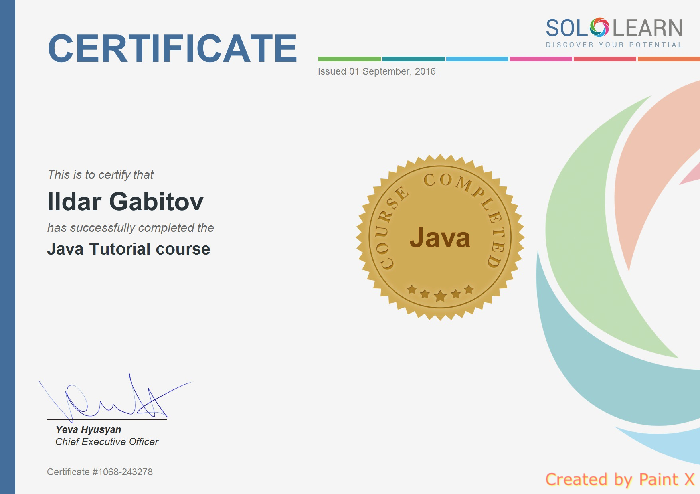 CERTIFICATE
SOLOLEARN
DISCOVER YOUR POTENTIAL
Issued 01 September, 2016
This is to certify that
Ildar Gabitov
has successfully completed the
Java Tutorial course
COURSE COMPLETED
Java
Yeva Hyusyan
Chief Executive Officer
Certificate #1068-243278
Created by Paint X